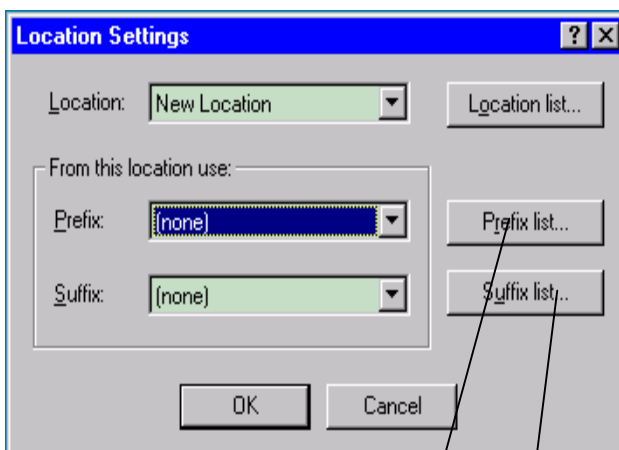 Location Settings
Location: New Location Location list...
From this location use:
Prefix: (none) Prefix list...
Suffix: (none) Suffix list...
OK Cancel